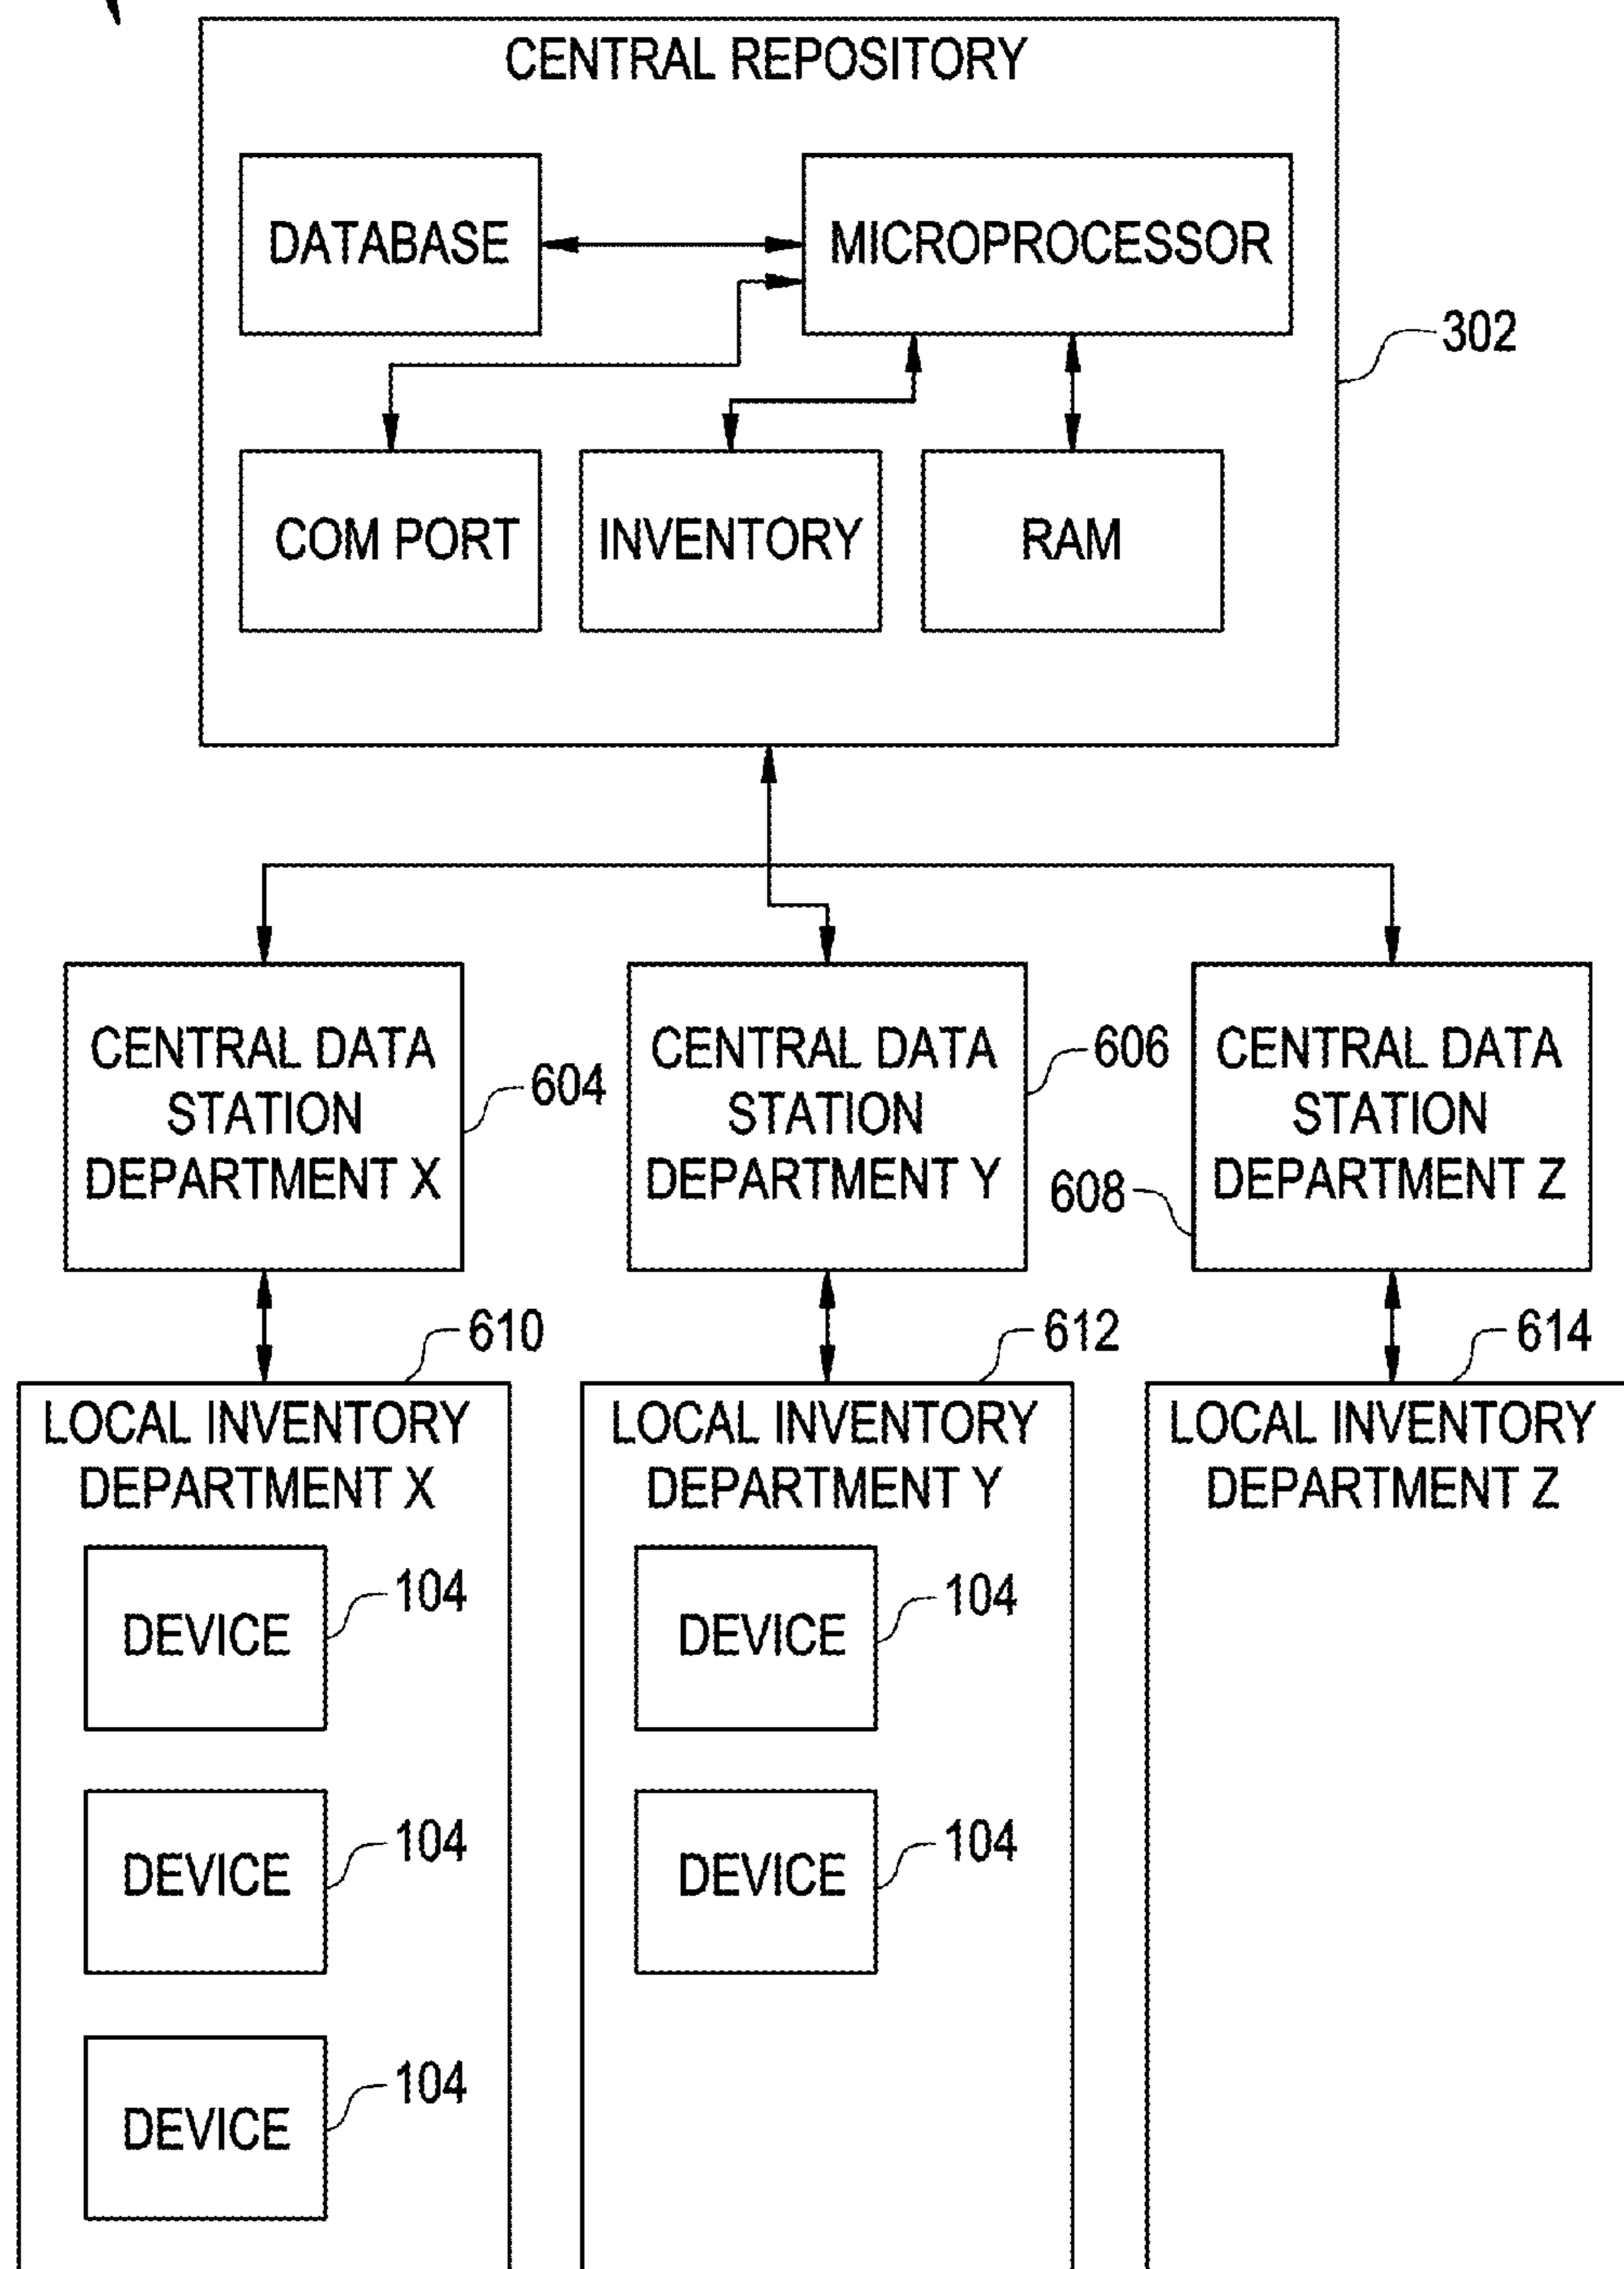 CENTRAL REPOSITORY
DATABASE
MICROPROCESSOR
302
COM PORT
INVENTORY
RAM
CENTRAL DATA
STATION
DEPARTMENT X
604
CENTRAL DATA
STATION
DEPARTMENT Y
606
CENTRAL DATA
STATION
DEPARTMENT Z
608
610
612
614
LOCAL INVENTORY
DEPARTMENT X
DEVICE
104
DEVICE
104
DEVICE
104
LOCAL INVENTORY
DEPARTMENT Y
DEVICE
104
DEVICE
104
LOCAL INVENTORY
DEPARTMENT Z